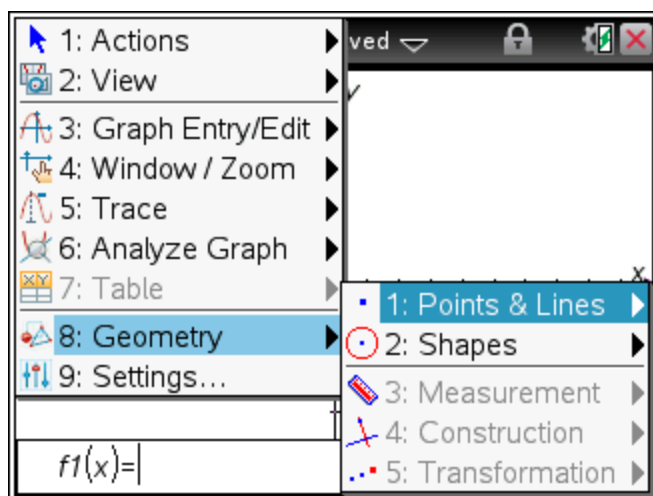 1: Actions
ved
2: View
y
3: Graph Entry/Edit
4: Window / Zoom
5: Trace
6: Analyze Graph
x
7: Table
8: Geometry
9: Settings...
1: Points & Lines
2: Shapes
3: Measurement
4: Construction
5: Transformation
f1(x)=